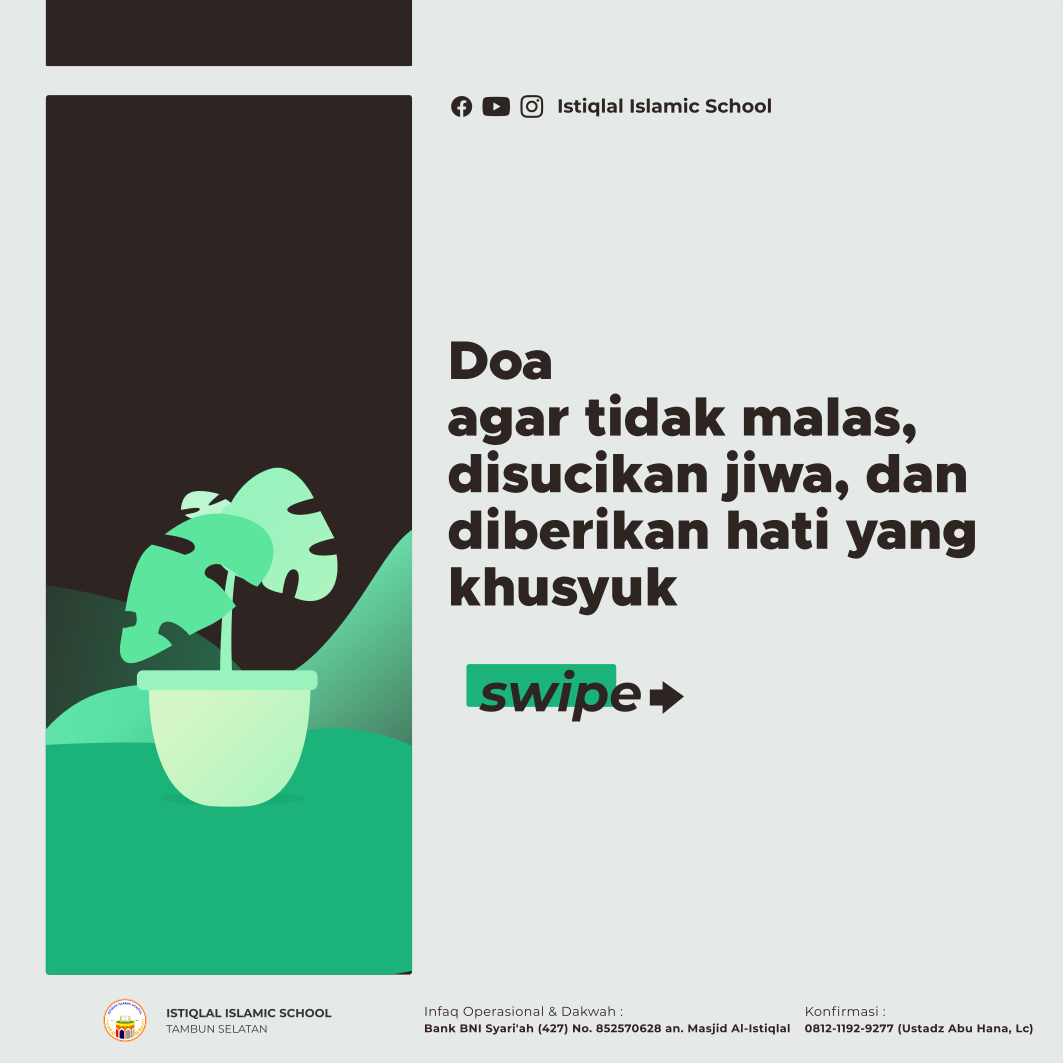 Istiqlal Islamic School
Doa
agar tidak malas,
disucikan jiwa, dan
diberikan hati yang
khusyuk
swipe
ISTIQLAL ISLAMIC SCHOOL
TAMBUN SELATAN
Infaq Operasional & Dakwah :
Bank BNI Syari'ah (427) No. 852570628 an. Masjid Al-Istiqlal
Konfirmasi :
0812-1192-9277 (Ustadz Abu Hana, Lc)